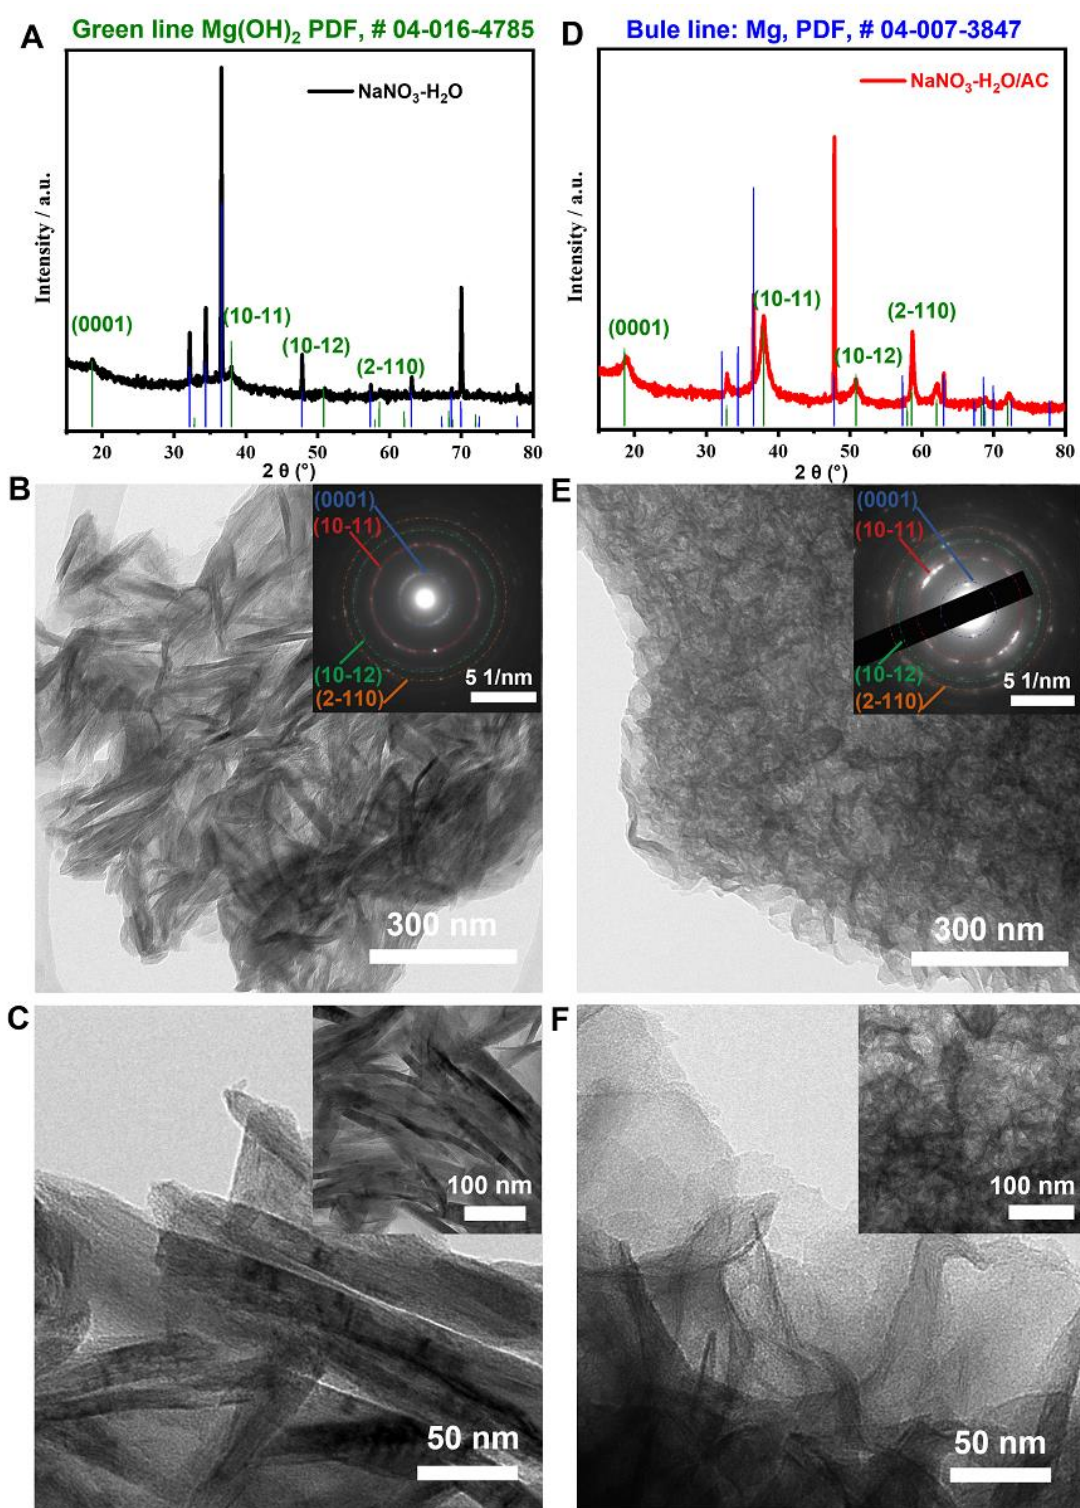 A
Green line Mg(OH)₂ PDF, # 04-016-4785
NaNO₃-H₂O
Intensity / a.u.
(0001)
(10-11)
(10-12)
(2-110)
20 30 40 50 60 70 80
2 θ (°)
D
Bule line: Mg, PDF, # 04-007-3847
NaNO₃-H₂O/AC
Intensity / a.u.
(0001)
(10-11)
(10-12)
(2-110)
20 30 40 50 60 70 80
2 θ (°)
B
(0001)
(10-11)
(10-12)
(2-110)
5 1/nm
300 nm
E
(0001)
(10-11)
(10-12)
(2-110)
5 1/nm
300 nm
C
100 nm
50 nm
F
100 nm
50 nm